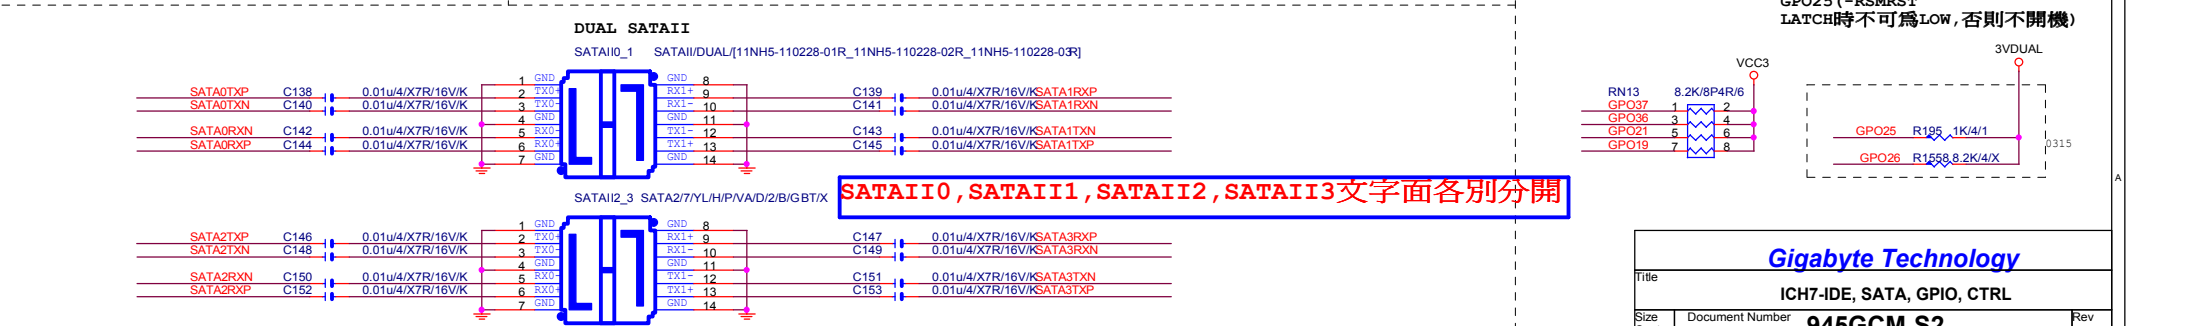 GPO25(-RSMRST
LATCH時不可爲LOW,否則不開機)
DUAL SATAII
SATAII0_1 SATAII/DUAL/[11NH5-110228-01R_11NH5-110228-02R_11NH5-110228-03R]
SATA0TXP C138 0.01u/4/X7R/16V/K
SATA0TXN C140 0.01u/4/X7R/16V/K
SATA0RXN C142 0.01u/4/X7R/16V/K
SATA0RXP C144 0.01u/4/X7R/16V/K
1 GND
2 TX0+
3 TX0-
4 GND
5 RX0-
6 RX0+
7 GND
GND 8
RX1+ 9
RX1- 10
GND 11
TX1- 12
TX1+ 13
GND 14
C139 0.01u/4/X7R/16V/K SATA1RXP
C141 0.01u/4/X7R/16V/K SATA1RXN
C143 0.01u/4/X7R/16V/K SATA1TXN
C145 0.01u/4/X7R/16V/K SATA1TXP
VCC3
RN13 8.2K/8P4R/6
GPO37 1 2
GPO36 3 4
GPO21 5 6
GPO19 7 8
3VDUAL
GPO25 R195 1K/4/1
GPO26 R1558 8.2K/4/X
0315
A
SATAII0,SATAII1,SATAII2,SATAII3文字面各別分開
SATAII2_3 SATA2/7/YL/H/P/VA/D/2/B/GBT/X
SATA2TXP C146 0.01u/4/X7R/16V/K
SATA2TXN C148 0.01u/4/X7R/16V/K
SATA2RXN C150 0.01u/4/X7R/16V/K
SATA2RXP C152 0.01u/4/X7R/16V/K
1 GND
2 TX0+
3 TX0-
4 GND
5 RX0-
6 RX0+
7 GND
GND 8
RX1+ 9
RX1- 10
GND 11
TX1- 12
TX1+ 13
GND 14
C147 0.01u/4/X7R/16V/K SATA3RXP
C149 0.01u/4/X7R/16V/K SATA3RXN
C151 0.01u/4/X7R/16V/K SATA3TXN
C153 0.01u/4/X7R/16V/K SATA3TXP
Gigabyte Technology
Title
ICH7-IDE, SATA, GPIO, CTRL
Size Document Number Rev
945GCM-S2